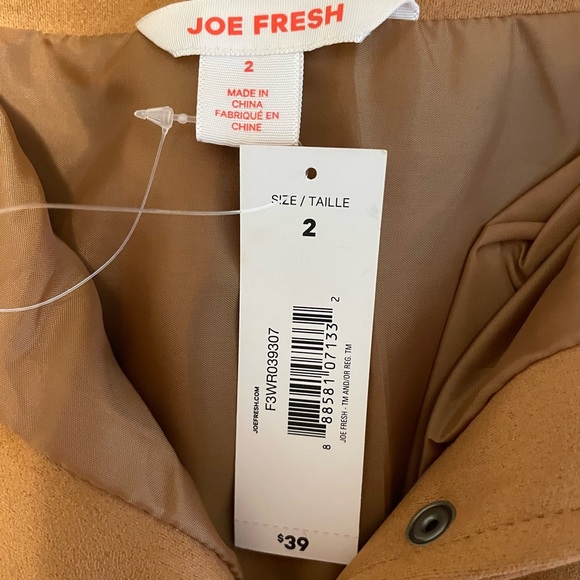 JOE FRESH
2
MADE IN
CHINA
FABRIQUÉ EN
CHINE
SIZE / TAILLE
2
JOEFRESH.COM
F3WR039307
8 88581 07133 2
JOE FRESH - TM AND/OR REG. TM
$39